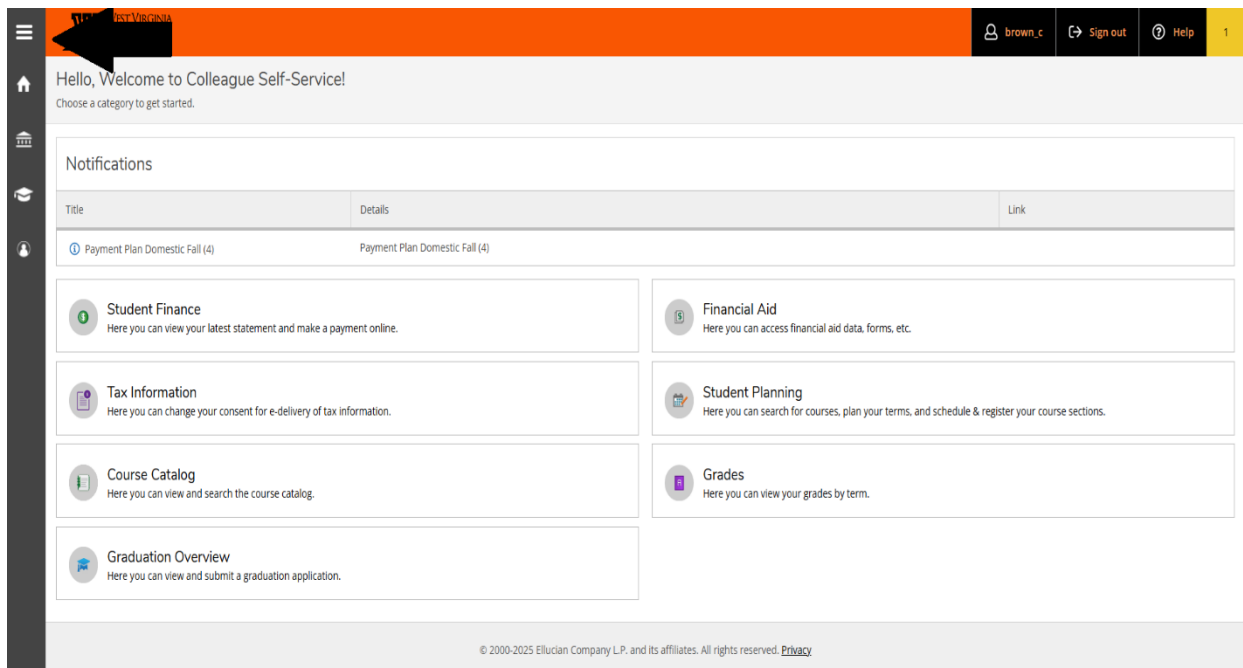 WEST VIRGINIA
brown_c
Sign out
Help
1
Hello, Welcome to Colleague Self-Service!
Choose a category to get started.
Notifications
Title Details Link
Payment Plan Domestic Fall (4) Payment Plan Domestic Fall (4)
Student Finance
Here you can view your latest statement and make a payment online.
Financial Aid
Here you can access financial aid data, forms, etc.
Tax Information
Here you can change your consent for e-delivery of tax information.
Student Planning
Here you can search for courses, plan your terms, and schedule & register your course sections.
Course Catalog
Here you can view and search the course catalog.
Grades
Here you can view your grades by term.
Graduation Overview
Here you can view and submit a graduation application.
© 2000-2025 Ellucian Company L.P. and its affiliates. All rights reserved. Privacy